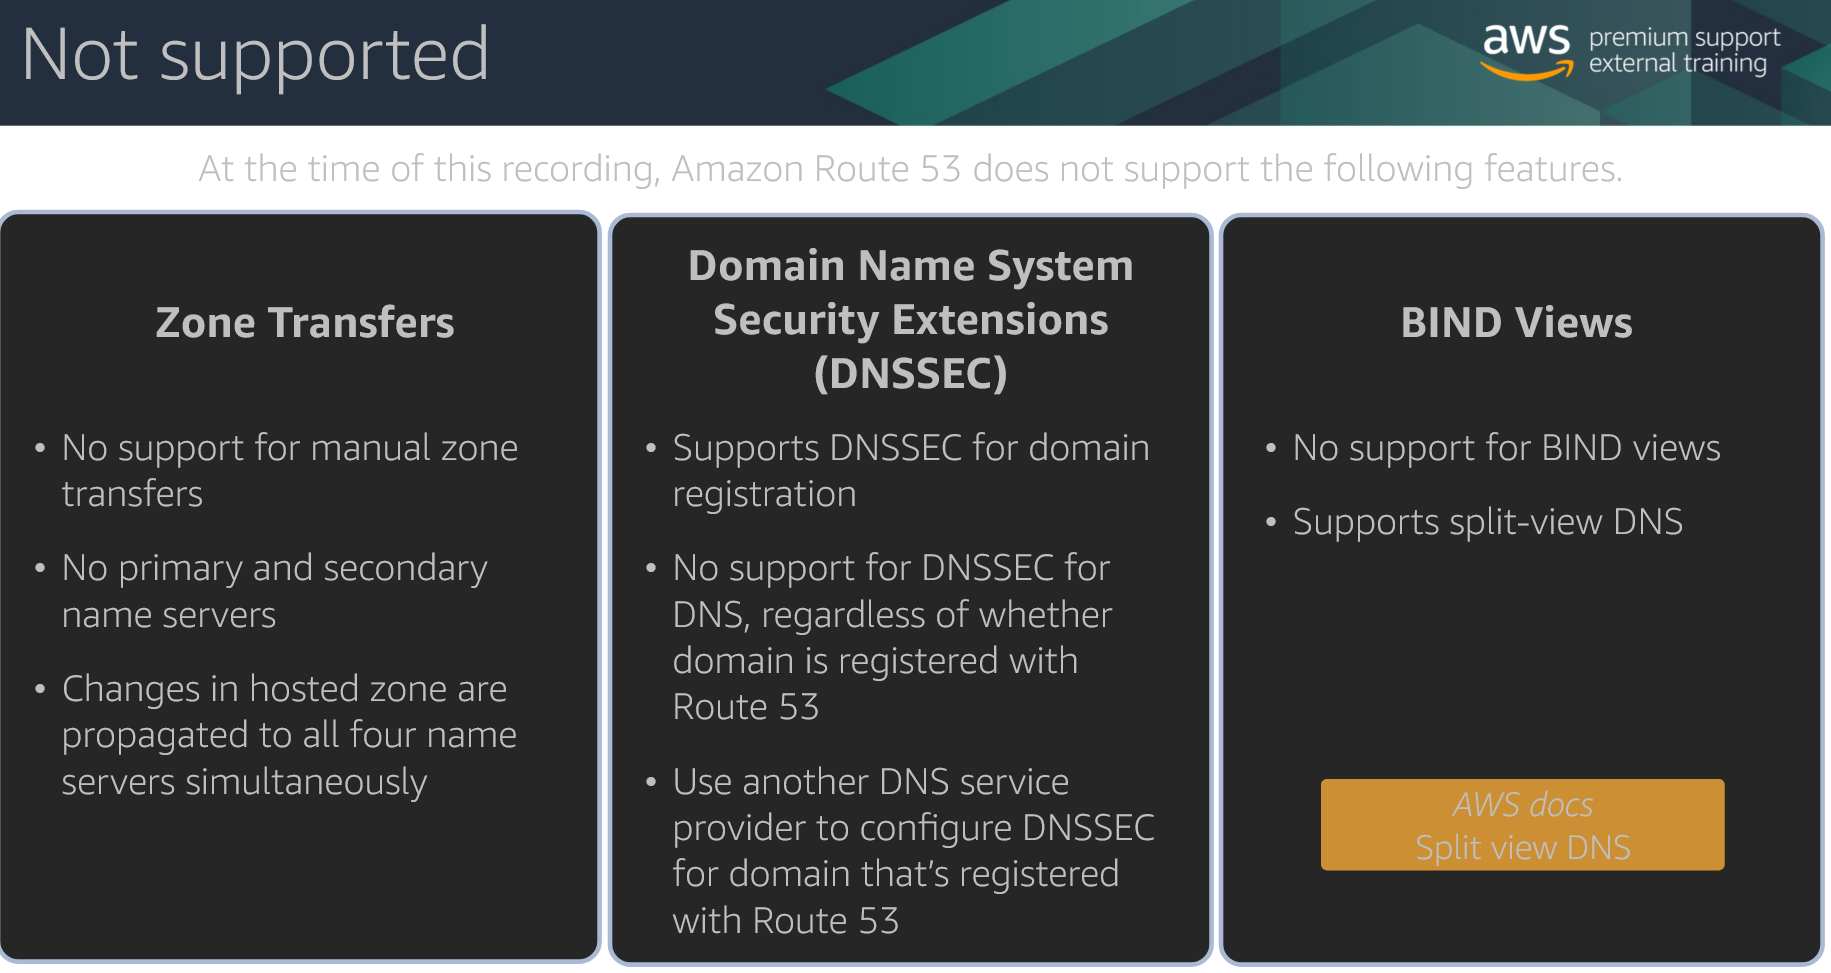 Not supported
aws premium support
external training
At the time of this recording, Amazon Route 53 does not support the following features.
Zone Transfers
• No support for manual zone
transfers
• No primary and secondary
name servers
• Changes in hosted zone are
propagated to all four name
servers simultaneously
Domain Name System
Security Extensions
(DNSSEC)
• Supports DNSSEC for domain
registration
• No support for DNSSEC for
DNS, regardless of whether
domain is registered with
Route 53
• Use another DNS service
provider to configure DNSSEC
for domain that’s registered
with Route 53
BIND Views
• No support for BIND views
• Supports split-view DNS
AWS docs
Split view DNS